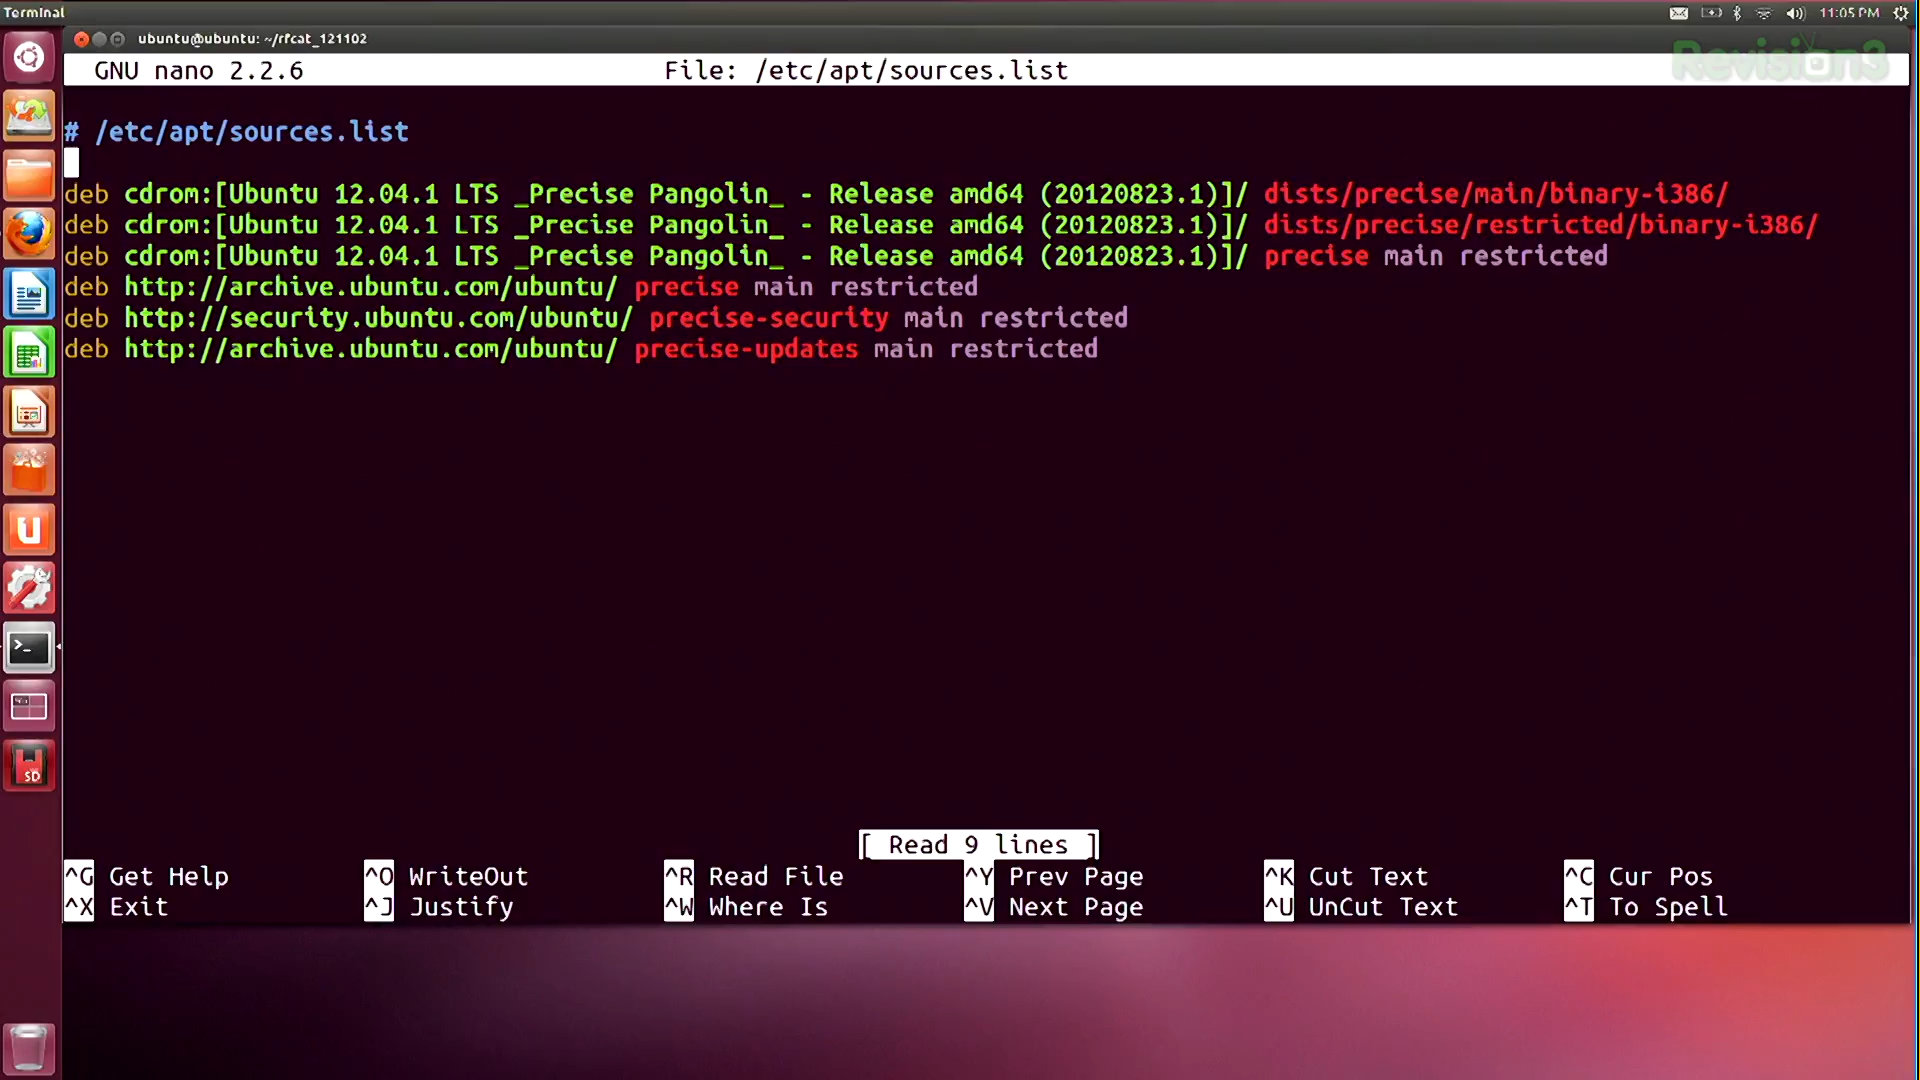 Terminal
11:05 PM
ubuntu@ubuntu: ~/rfcat_121102
Revision3
GNU nano 2.2.6 File: /etc/apt/sources.list
# /etc/apt/sources.list
deb cdrom:[Ubuntu 12.04.1 LTS _Precise Pangolin_ - Release amd64 (20120823.1)]/ dists/precise/main/binary-i386/
deb cdrom:[Ubuntu 12.04.1 LTS _Precise Pangolin_ - Release amd64 (20120823.1)]/ dists/precise/restricted/binary-i386/
deb cdrom:[Ubuntu 12.04.1 LTS _Precise Pangolin_ - Release amd64 (20120823.1)]/ precise main restricted
deb http://archive.ubuntu.com/ubuntu/ precise main restricted
deb http://security.ubuntu.com/ubuntu/ precise-security main restricted
deb http://archive.ubuntu.com/ubuntu/ precise-updates main restricted
[ Read 9 lines ]
^G Get Help ^O WriteOut ^R Read File ^Y Prev Page ^K Cut Text ^C Cur Pos
^X Exit ^J Justify ^W Where Is ^V Next Page ^U UnCut Text ^T To Spell
SD